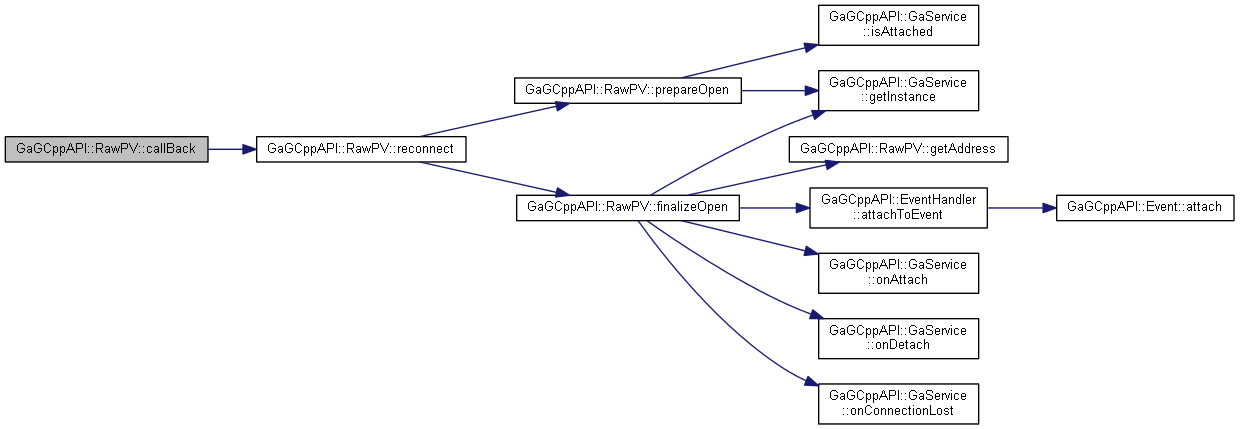 GaGCppAPI::RawPV::callBack
GaGCppAPI::RawPV::reconnect
GaGCppAPI::RawPV::prepareOpen
GaGCppAPI::RawPV::finalizeOpen
GaGCppAPI::GaService
::isAttached
GaGCppAPI::GaService
::getInstance
GaGCppAPI::RawPV::getAddress
GaGCppAPI::EventHandler
::attachToEvent
GaGCppAPI::GaService
::onAttach
GaGCppAPI::GaService
::onDetach
GaGCppAPI::GaService
::onConnectionLost
GaGCppAPI::Event::attach